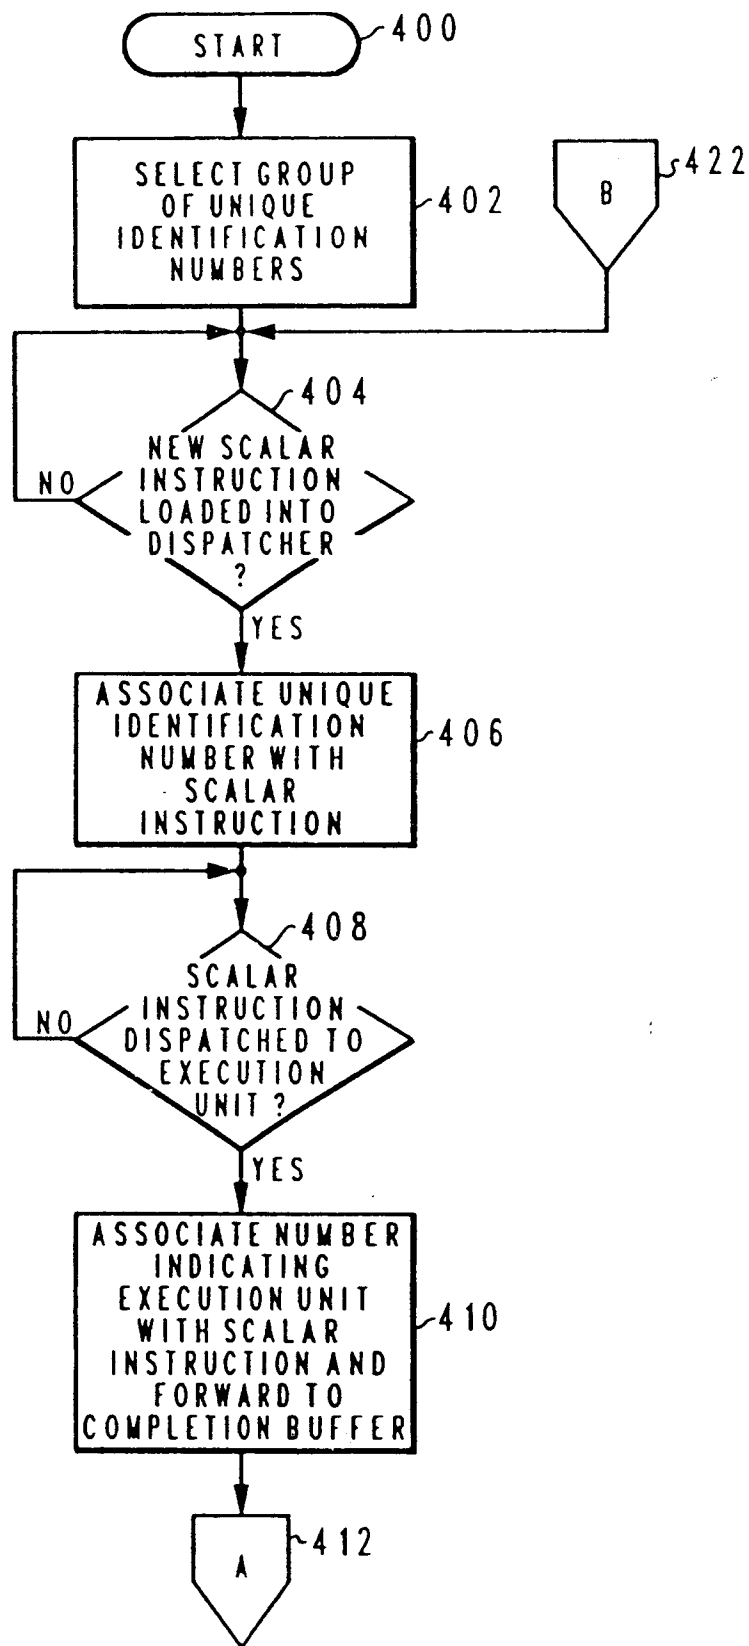 START
400
SELECT GROUP
OF UNIQUE
IDENTIFICATION
NUMBERS
402
B
422
404
NEW SCALAR
INSTRUCTION
LOADED INTO
DISPATCHER
?
NO
YES
ASSOCIATE UNIQUE
IDENTIFICATION
NUMBER WITH
SCALAR
INSTRUCTION
406
408
SCALAR
INSTRUCTION
DISPATCHED TO
EXECUTION
UNIT ?
NO
YES
ASSOCIATE NUMBER
INDICATING
EXECUTION UNIT
WITH SCALAR
INSTRUCTION AND
FORWARD TO
COMPLETION BUFFER
410
A
412